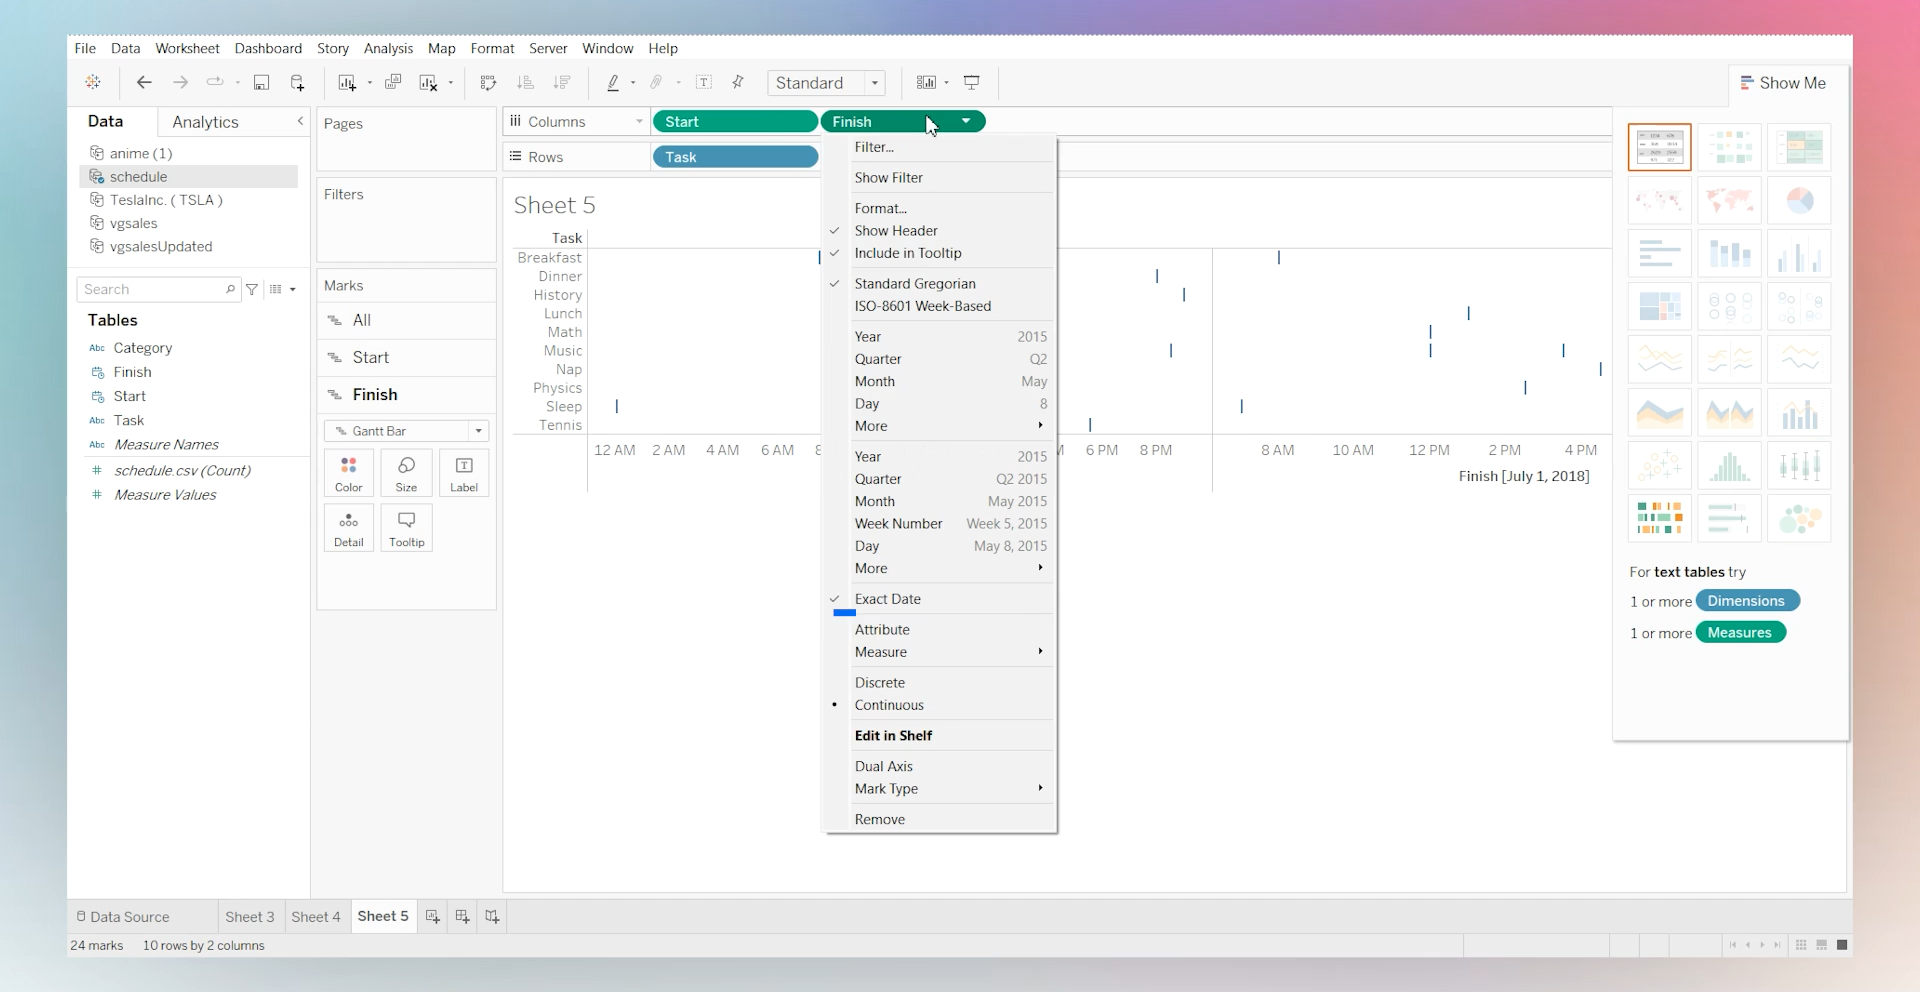 File Data Worksheet Dashboard Story Analysis Map Format Server Window Help
Standard
Show Me
Data Analytics
anime (1)
schedule
TeslaInc. ( TSLA )
vgsales
vgsalesUpdated
Search
Tables
Abc Category
Finish
Start
Abc Task
Abc Measure Names
# schedule.csv (Count)
# Measure Values
Pages
Filters
Marks
All
Start
Finish
Gantt Bar
Color Size Label
Detail Tooltip
Columns Start Finish
Rows Task
Sheet 5
Task
Breakfast
Dinner
History
Lunch
Math
Music
Nap
Physics
Sleep
Tennis
12 AM 2 AM 4 AM 6 AM 6 PM 8 PM 8 AM 10 AM 12 PM 2 PM 4 PM
Finish [July 1, 2018]
Filter...
Show Filter
Format...
Show Header
Include in Tooltip
Standard Gregorian
ISO-8601 Week-Based
Year 2015
Quarter Q2
Month May
Day 8
More
Year 2015
Quarter Q2 2015
Month May 2015
Week Number Week 5, 2015
Day May 8, 2015
More
Exact Date
Attribute
Measure
Discrete
Continuous
Edit in Shelf
Dual Axis
Mark Type
Remove
For text tables try
1 or more Dimensions
1 or more Measures
Data Source Sheet 3 Sheet 4 Sheet 5
24 marks 10 rows by 2 columns